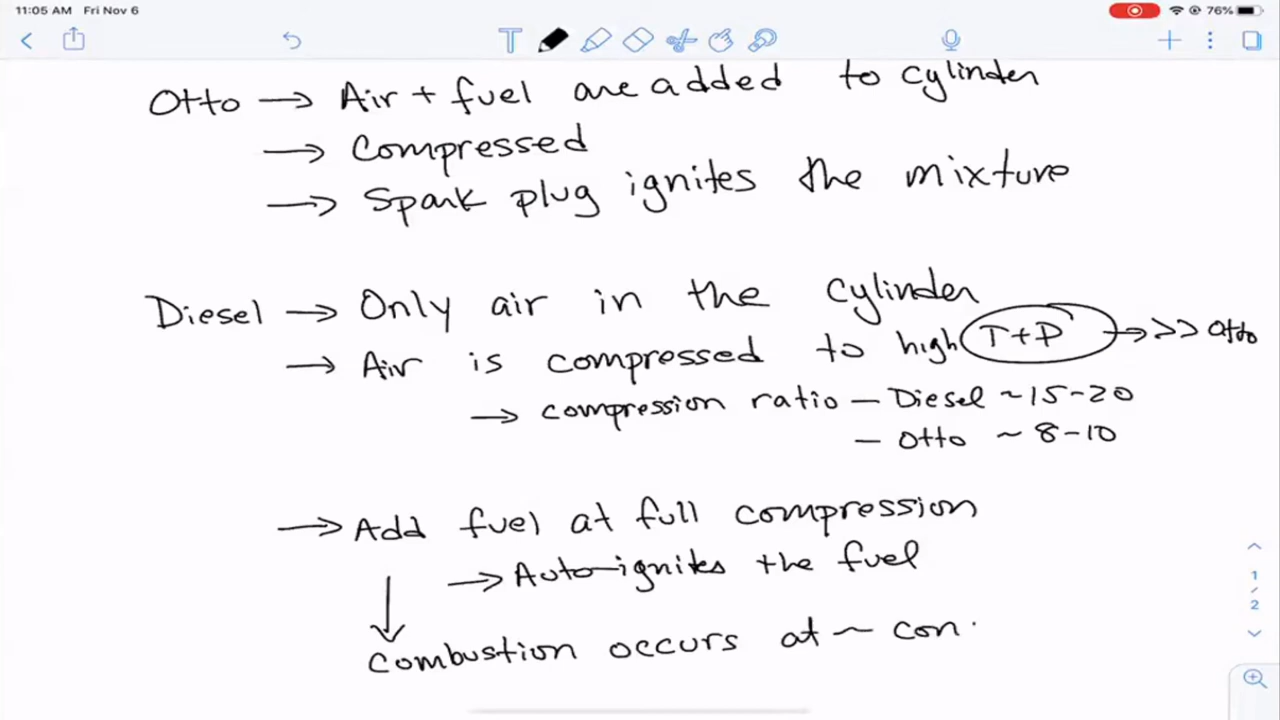 11:05 AM Fri Nov 6
76%
T
Otto → Air + fuel are added to cylinder
→ Compressed
→ Spark plug ignites the mixture
Diesel → Only air in the cylinder
→ Air is compressed to high T+P → >> Otto
→ compression ratio — Diesel ~ 15-20
— Otto ~ 8-10
→ Add fuel at full compression
→ Auto-ignites the fuel
Combustion occurs at ~ con
1
/
2